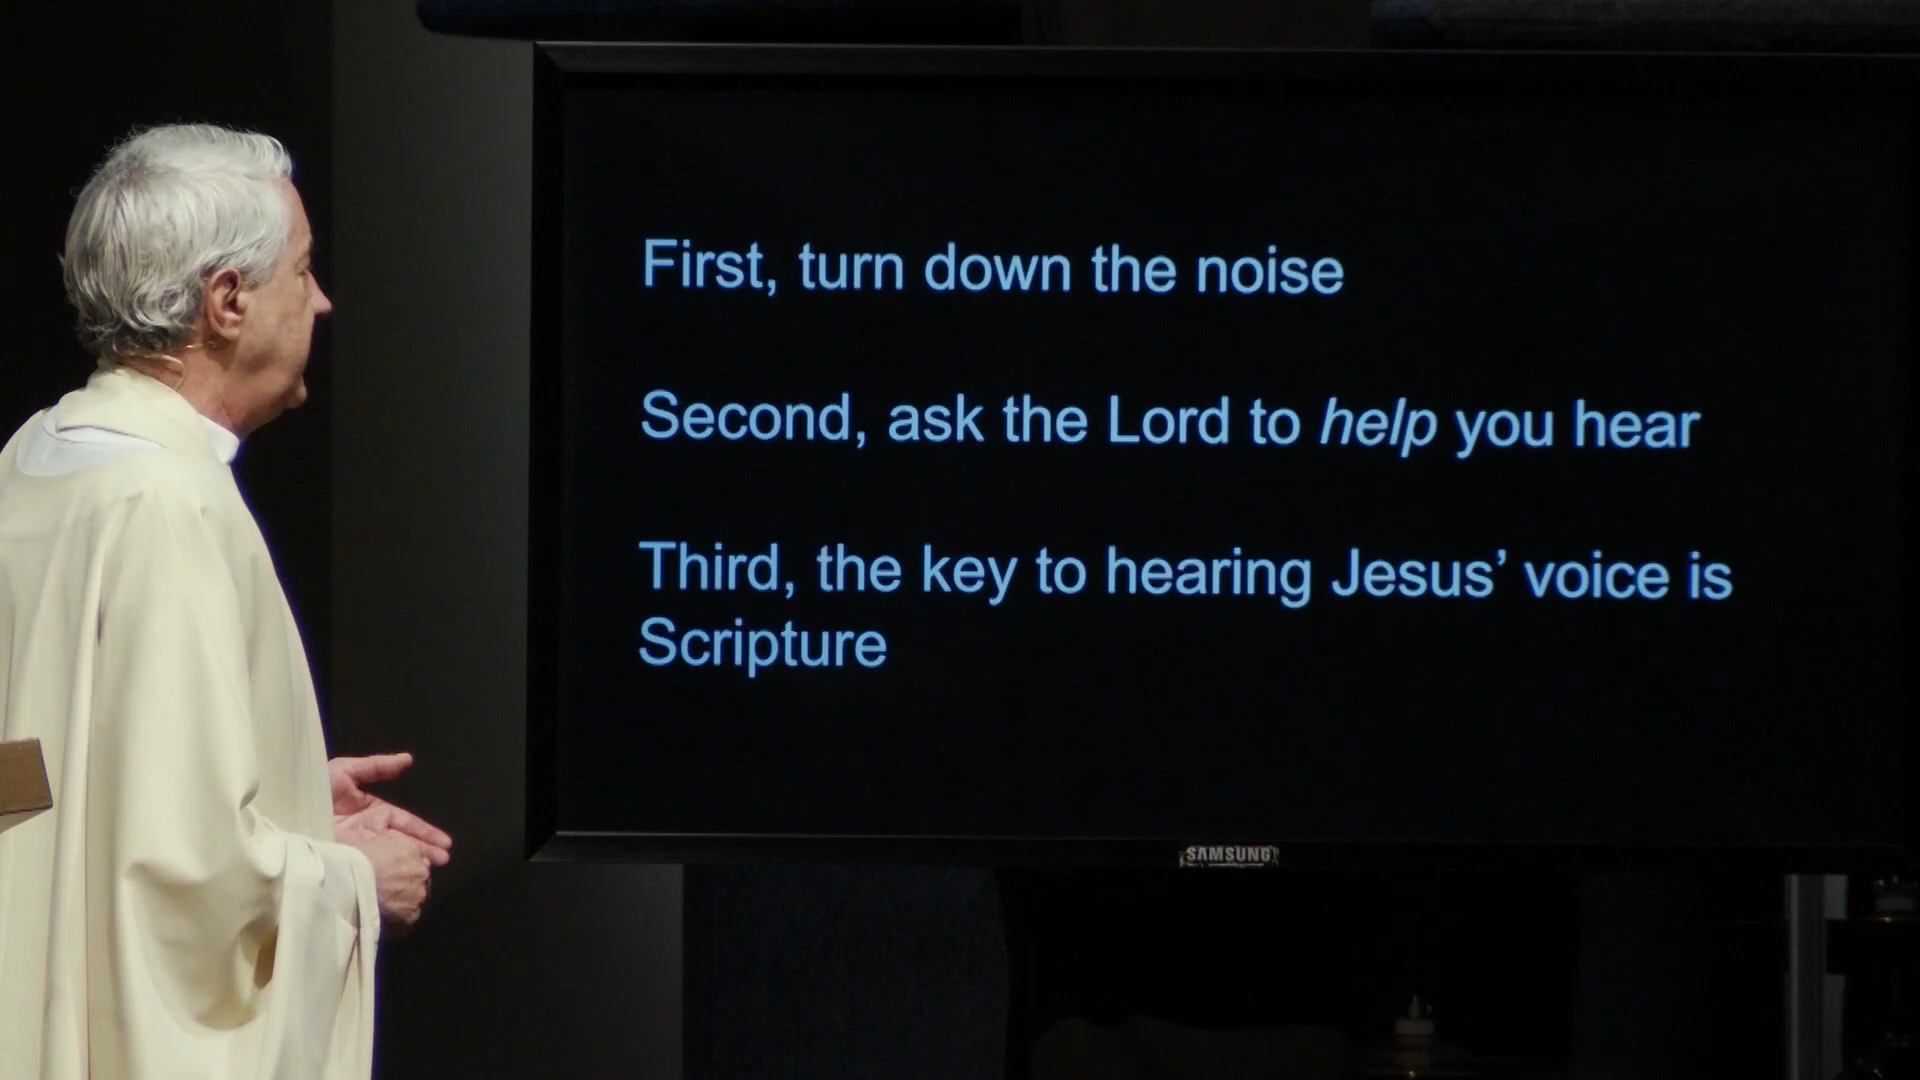 First, turn down the noise
Second, ask the Lord to help you hear
Third, the key to hearing Jesus’ voice is
Scripture
SAMSUNG